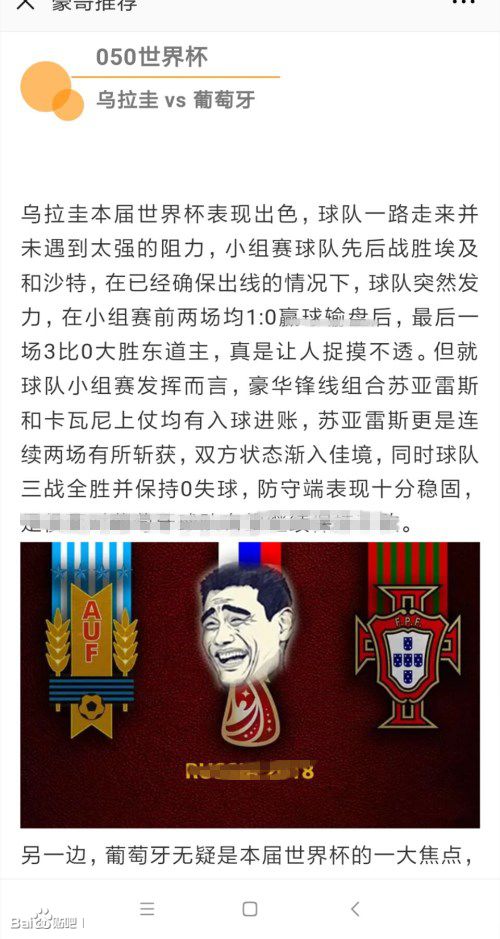 豪哥推荐
050世界杯
乌拉圭 vs 葡萄牙
乌拉圭本届世界杯表现出色，球队一路走来并
未遇到太强的阻力，小组赛球队先后战胜埃及
和沙特，在已经确保出线的情况下，球队突然发
力，在小组赛前两场均1:0赢球输盘后，最后一
场3比0大胜东道主，真是让人捉摸不透。但就
球队小组赛发挥而言，豪华锋线组合苏亚雷斯
和卡瓦尼上仗均有入球进账，苏亚雷斯更是连
续两场有所斩获，双方状态渐入佳境，同时球队
三战全胜并保持0失球，防守端表现十分稳固，
。
AUF
F.P.F.
RUSSIA 2018
另一边，葡萄牙无疑是本届世界杯的一大焦点，
Bai贴吧